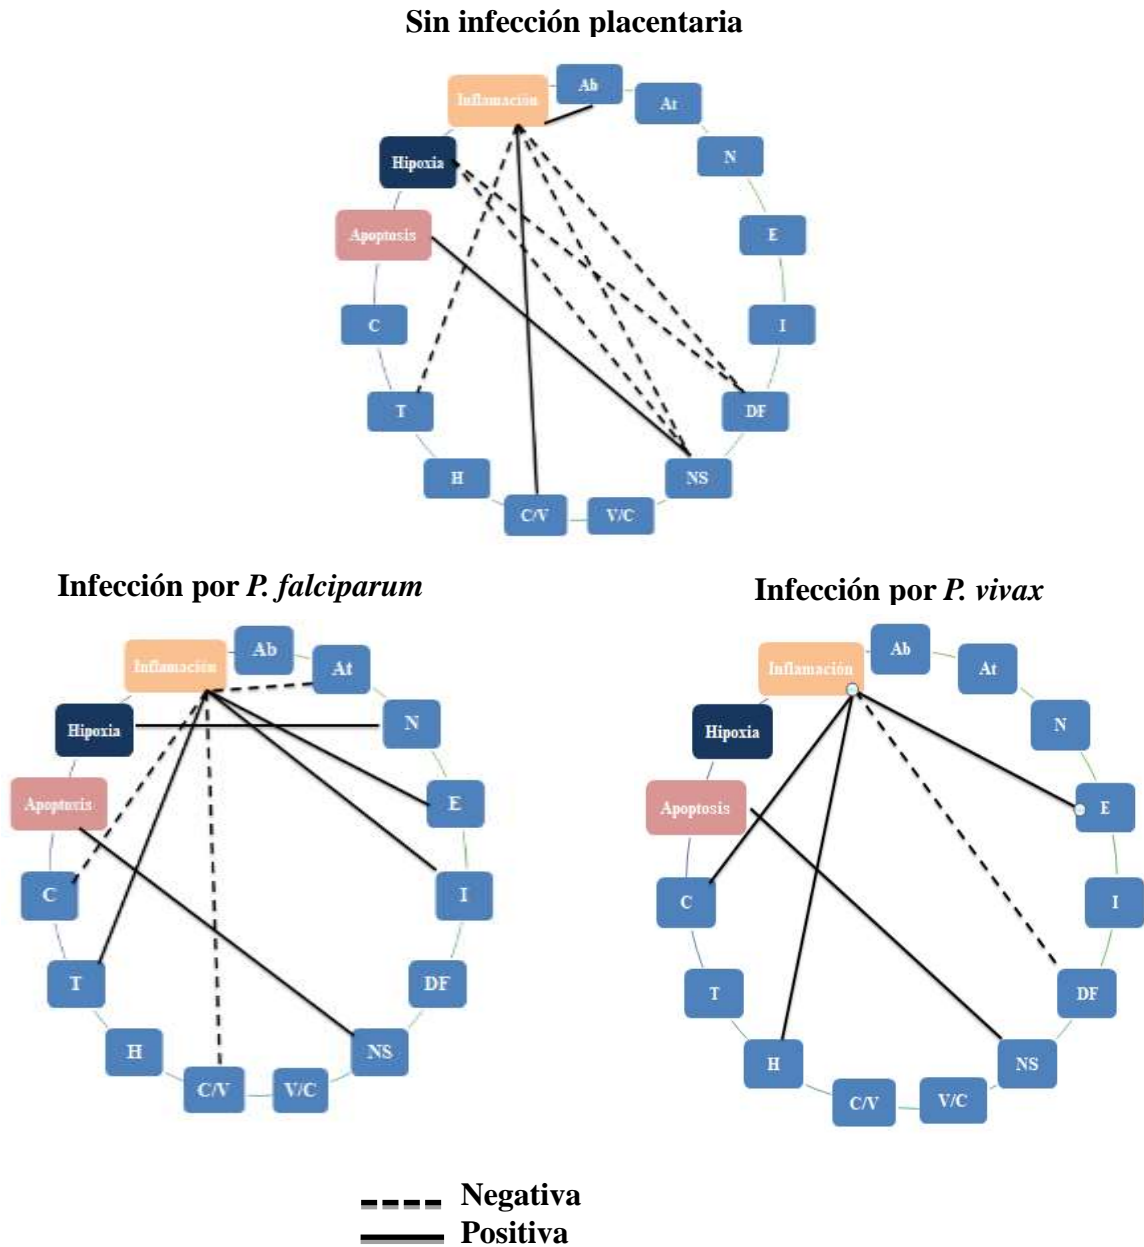 Sin infección placentaria
Inflamación
Ab
At
Hipoxia
N
Apoptosis
E
C
I
T
DF
H
NS
C/V
V/C
Infección por P. falciparum
Inflamación
Ab
At
Hipoxia
N
Apoptosis
E
C
I
T
DF
H
NS
C/V
V/C
Infección por P. vivax
Inflamación
Ab
At
Hipoxia
N
Apoptosis
E
C
I
T
DF
H
NS
C/V
V/C
Negativa
Positiva